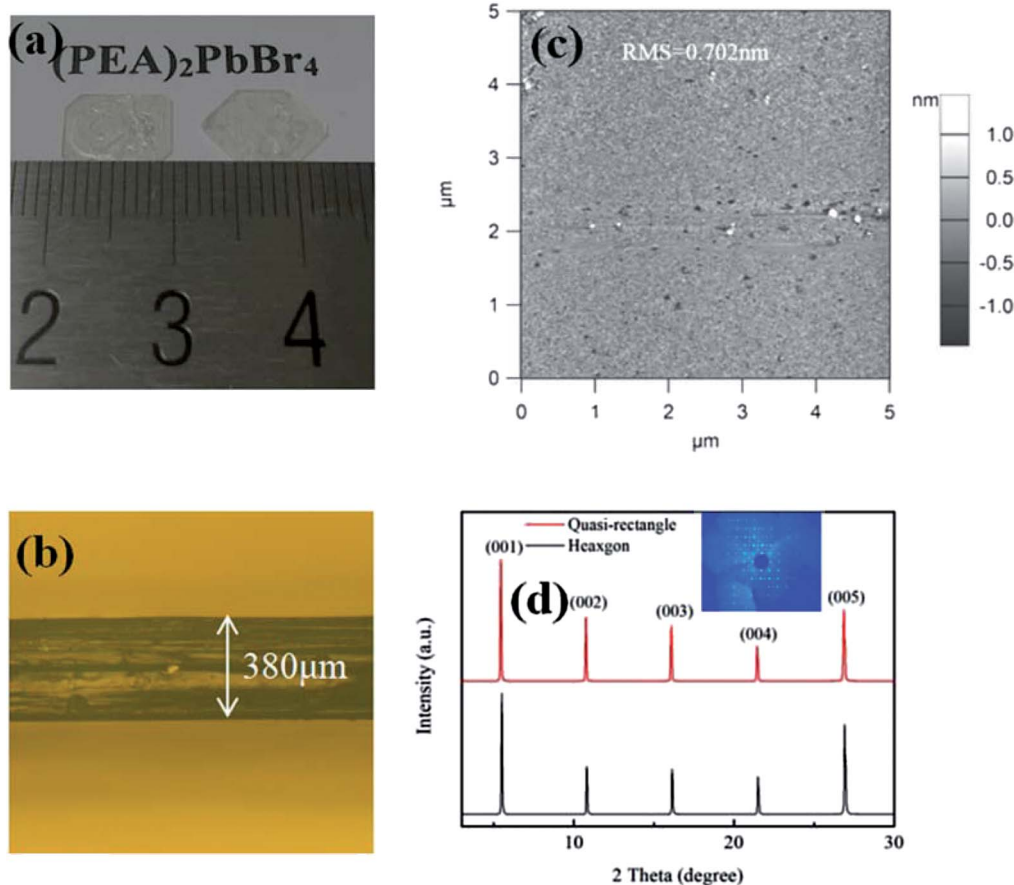 (a)
(PEA)₂PbBr₄
2 3 4
(b)
380μm
(c)
RMS=0.702nm
5
4
3
2
1
0
μm
0 1 2 3 4 5
μm
nm
1.0
0.5
0.0
-0.5
-1.0
(d)
Quasi-rectangle
Heaxgon
(001)
(002)
(003)
(004)
(005)
Intensity (a.u.)
10 20 30
2 Theta (degree)